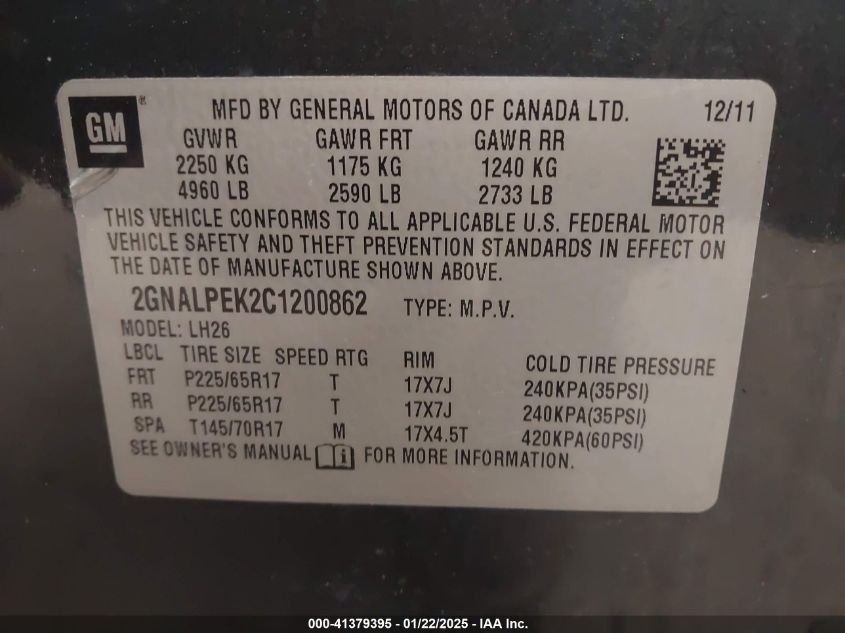 GM ® MFD BY GENERAL MOTORS OF CANADA LTD. 12/11
GVWR GAWR FRT GAWR RR
2250 KG 1175 KG 1240 KG
4960 LB 2590 LB 2733 LB
THIS VEHICLE CONFORMS TO ALL APPLICABLE U.S. FEDERAL MOTOR
VEHICLE SAFETY AND THEFT PREVENTION STANDARDS IN EFFECT ON
THE DATE OF MANUFACTURE SHOWN ABOVE.
2GNALPEK2C1200862 TYPE: M.P.V.
MODEL: LH26
LBCL TIRE SIZE SPEED RTG RIM COLD TIRE PRESSURE
FRT P225/65R17 T 17X7J 240KPA(35PSI)
RR P225/65R17 T 17X7J 240KPA(35PSI)
SPA T145/70R17 M 17X4.5T 420KPA(60PSI)
SEE OWNER'S MANUAL i FOR MORE INFORMATION.
000-41379395 - 01/22/2025 - IAA Inc.